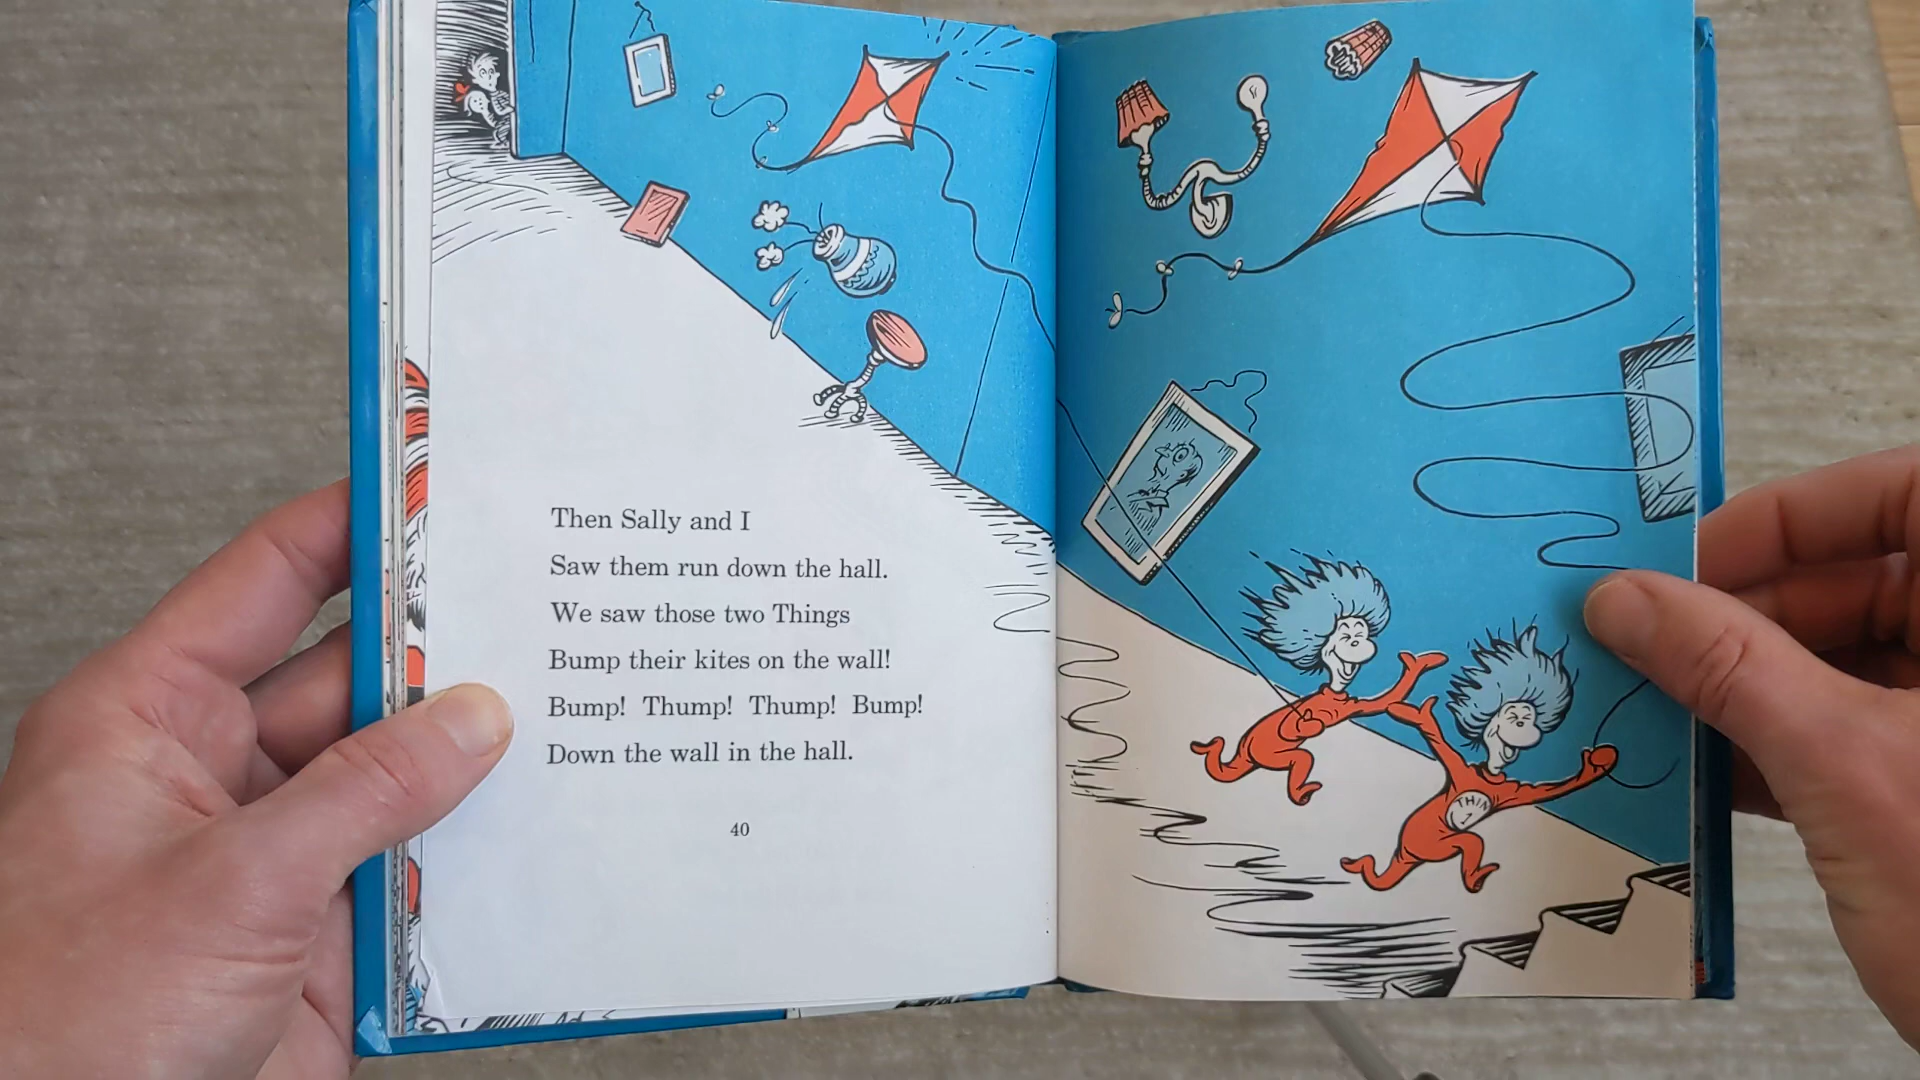 Then Sally and I
Saw them run down the hall.
We saw those two Things
Bump their kites on the wall!
Bump! Thump! Thump! Bump!
Down the wall in the hall.
40
THIN
1